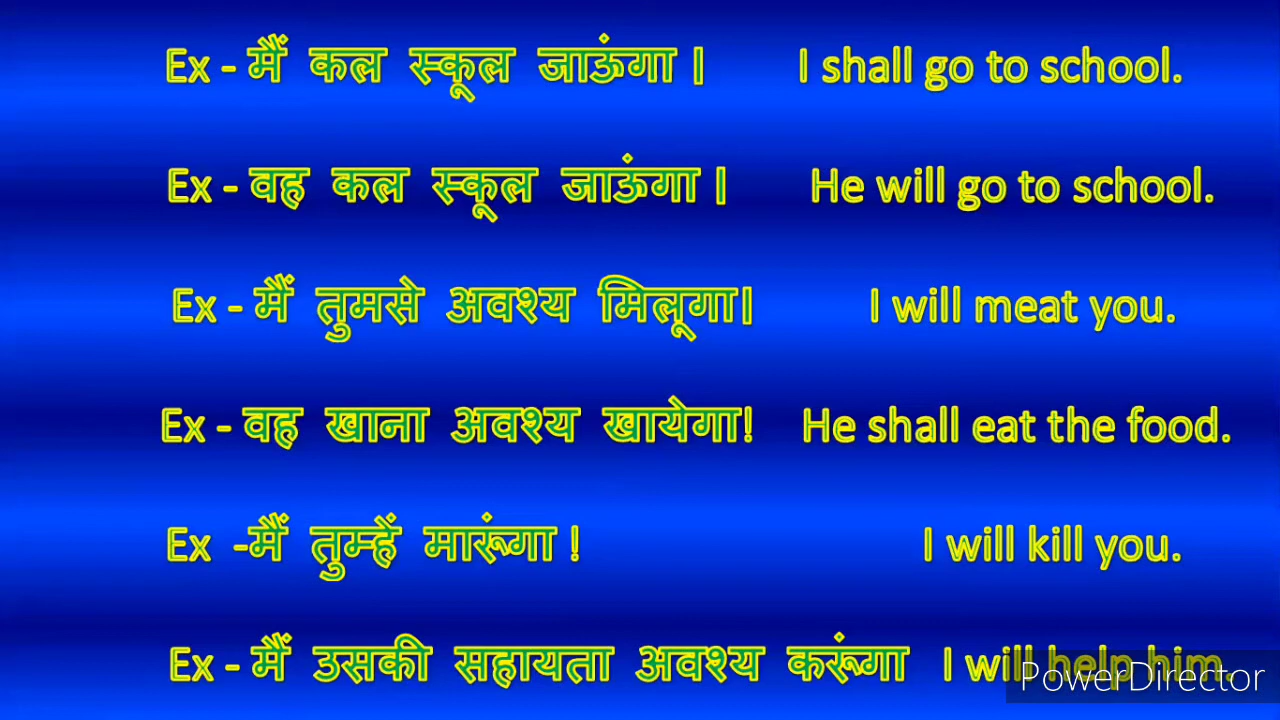 Ex - मैं कल स्कूल जाऊंगा | I shall go to school.
Ex - वह कल स्कूल जाऊंगा | He will go to school.
Ex - मैं तुमसे अवश्य मिलूगा| I will meat you.
Ex - वह खाना अवश्य खायेगा! He shall eat the food.
Ex -मैं तुम्हें मारूंगा ! I will kill you.
Ex - मैं उसकी सहायता अवश्य करूंगा I will help him.
PowerDirector